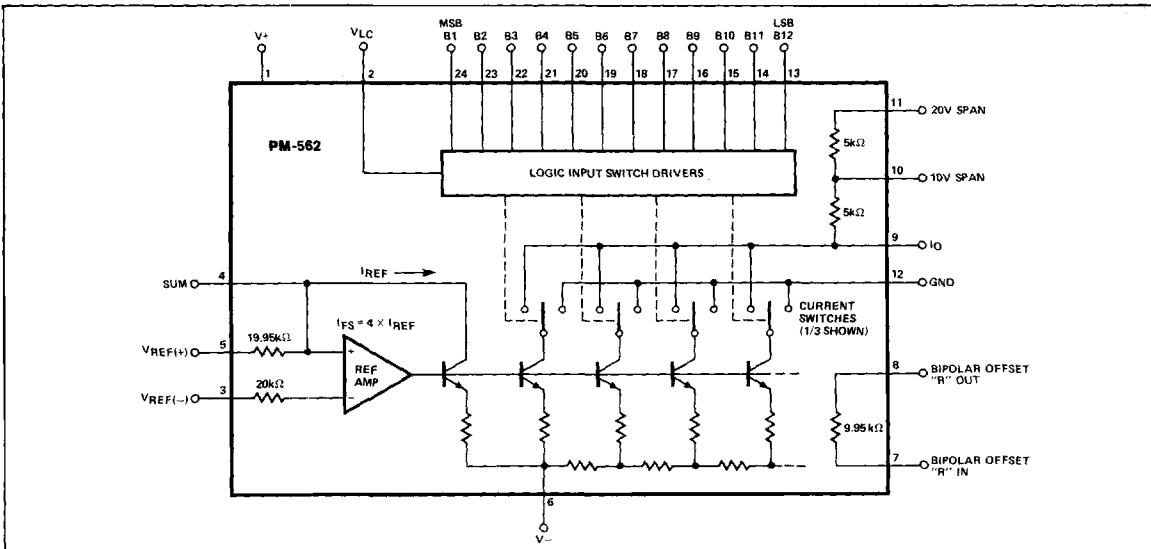 MSB LSB
V+ VLC B1 B2 B3 B4 B5 B6 B7 B8 B9 B10 B11 B12
1 2 24 23 22 21 20 19 18 17 16 15 14 13
11 20V SPAN
PM-562
5kΩ
LOGIC INPUT SWITCH DRIVERS
10 10V SPAN
5kΩ
9 IO
SUM 4 IREF 12 GND
CURRENT
SWITCHES
(1/3 SHOWN)
IFS = 4 × IREF
VREF(+) 5 19.95kΩ +
REF
AMP
8 BIPOLAR OFFSET
"R" OUT
VREF(–) 3 20kΩ –
9.95kΩ
7 BIPOLAR OFFSET
"R" IN
6
V–